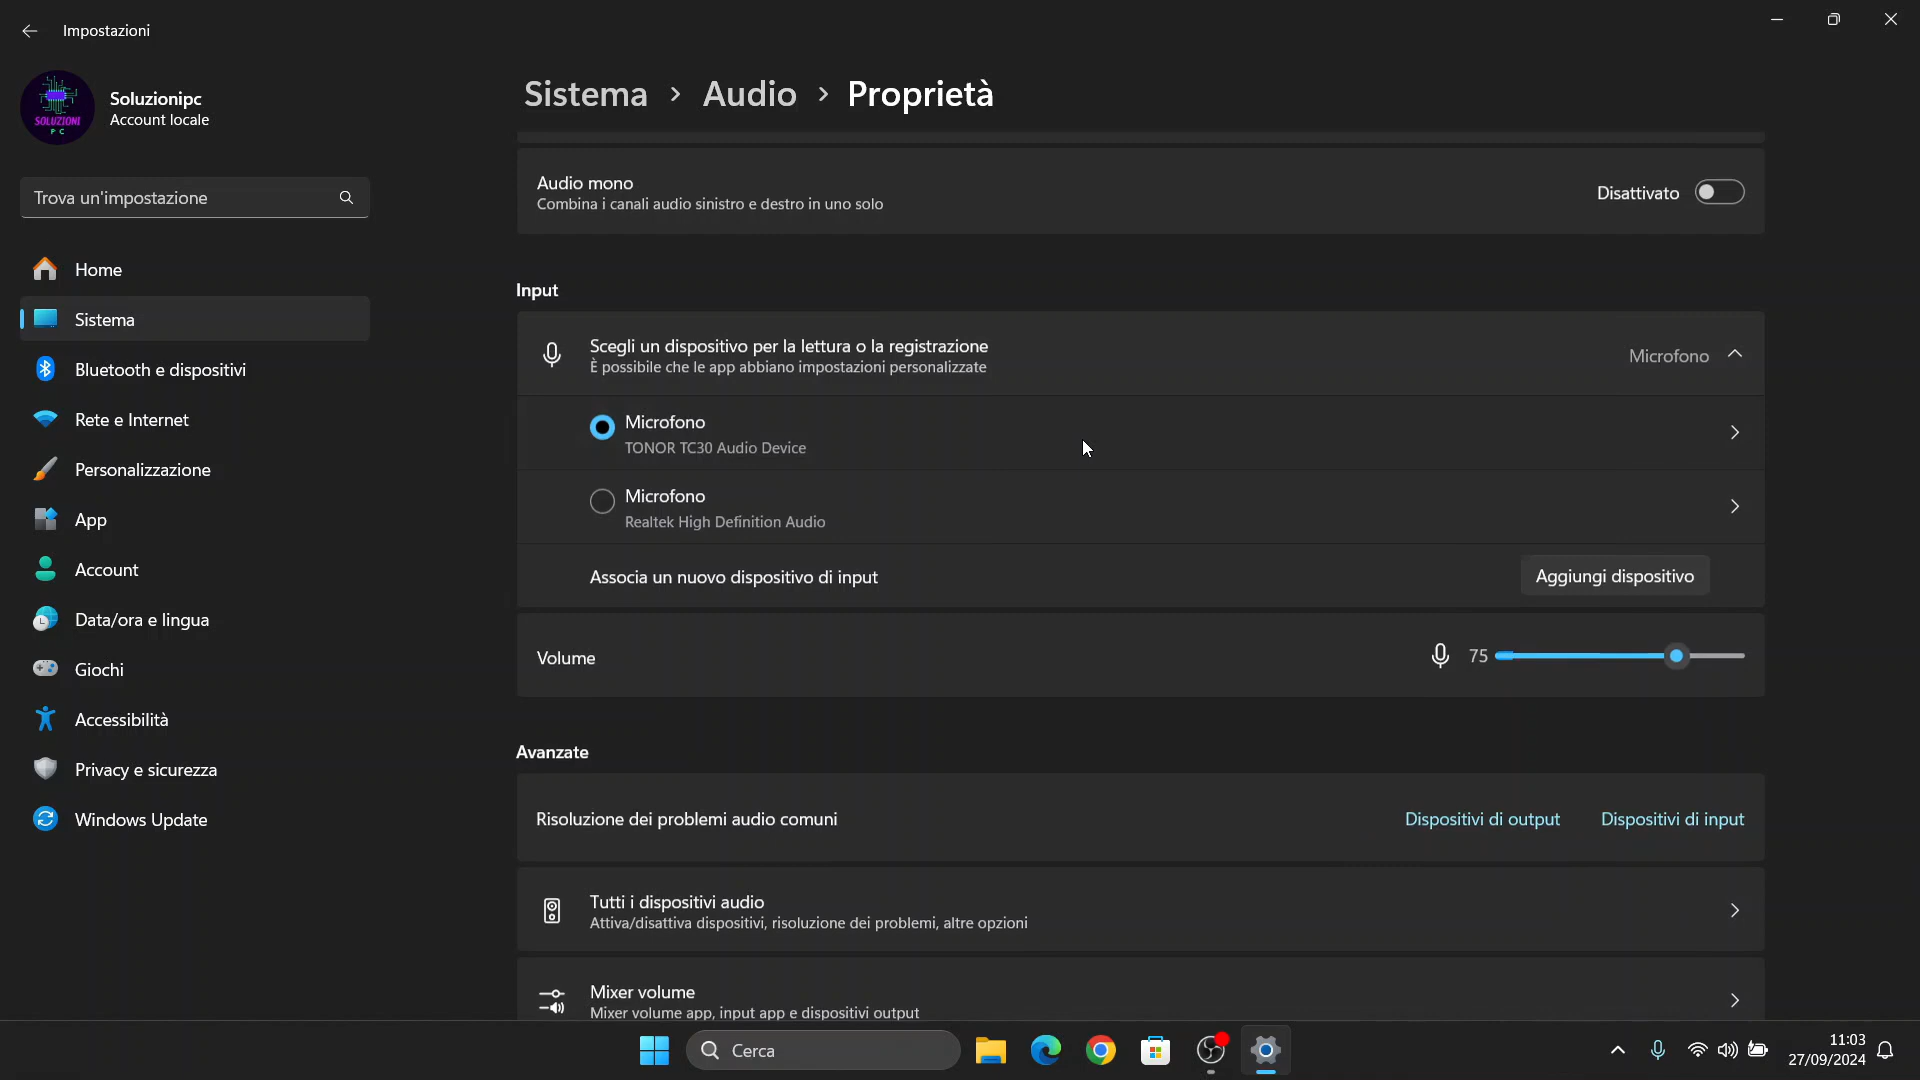 Impostazioni
SOLUZIONI
PC
Soluzionipc
Account locale
Trova un'impostazione
Home
Sistema
Bluetooth e dispositivi
Rete e Internet
Personalizzazione
App
Account
Data/ora e lingua
Giochi
Accessibilità
Privacy e sicurezza
Windows Update
Sistema > Audio > Proprietà
Audio mono
Combina i canali audio sinistro e destro in uno solo
Disattivato
Input
Scegli un dispositivo per la lettura o la registrazione
È possibile che le app abbiano impostazioni personalizzate
Microfono
Microfono
TONOR TC30 Audio Device
Microfono
Realtek High Definition Audio
Associa un nuovo dispositivo di input
Aggiungi dispositivo
Volume
75
Avanzate
Risoluzione dei problemi audio comuni
Dispositivi di output
Dispositivi di input
Tutti i dispositivi audio
Attiva/disattiva dispositivi, risoluzione dei problemi, altre opzioni
Mixer volume
Mixer volume app, input app e dispositivi output
Cerca
11:03
27/09/2024